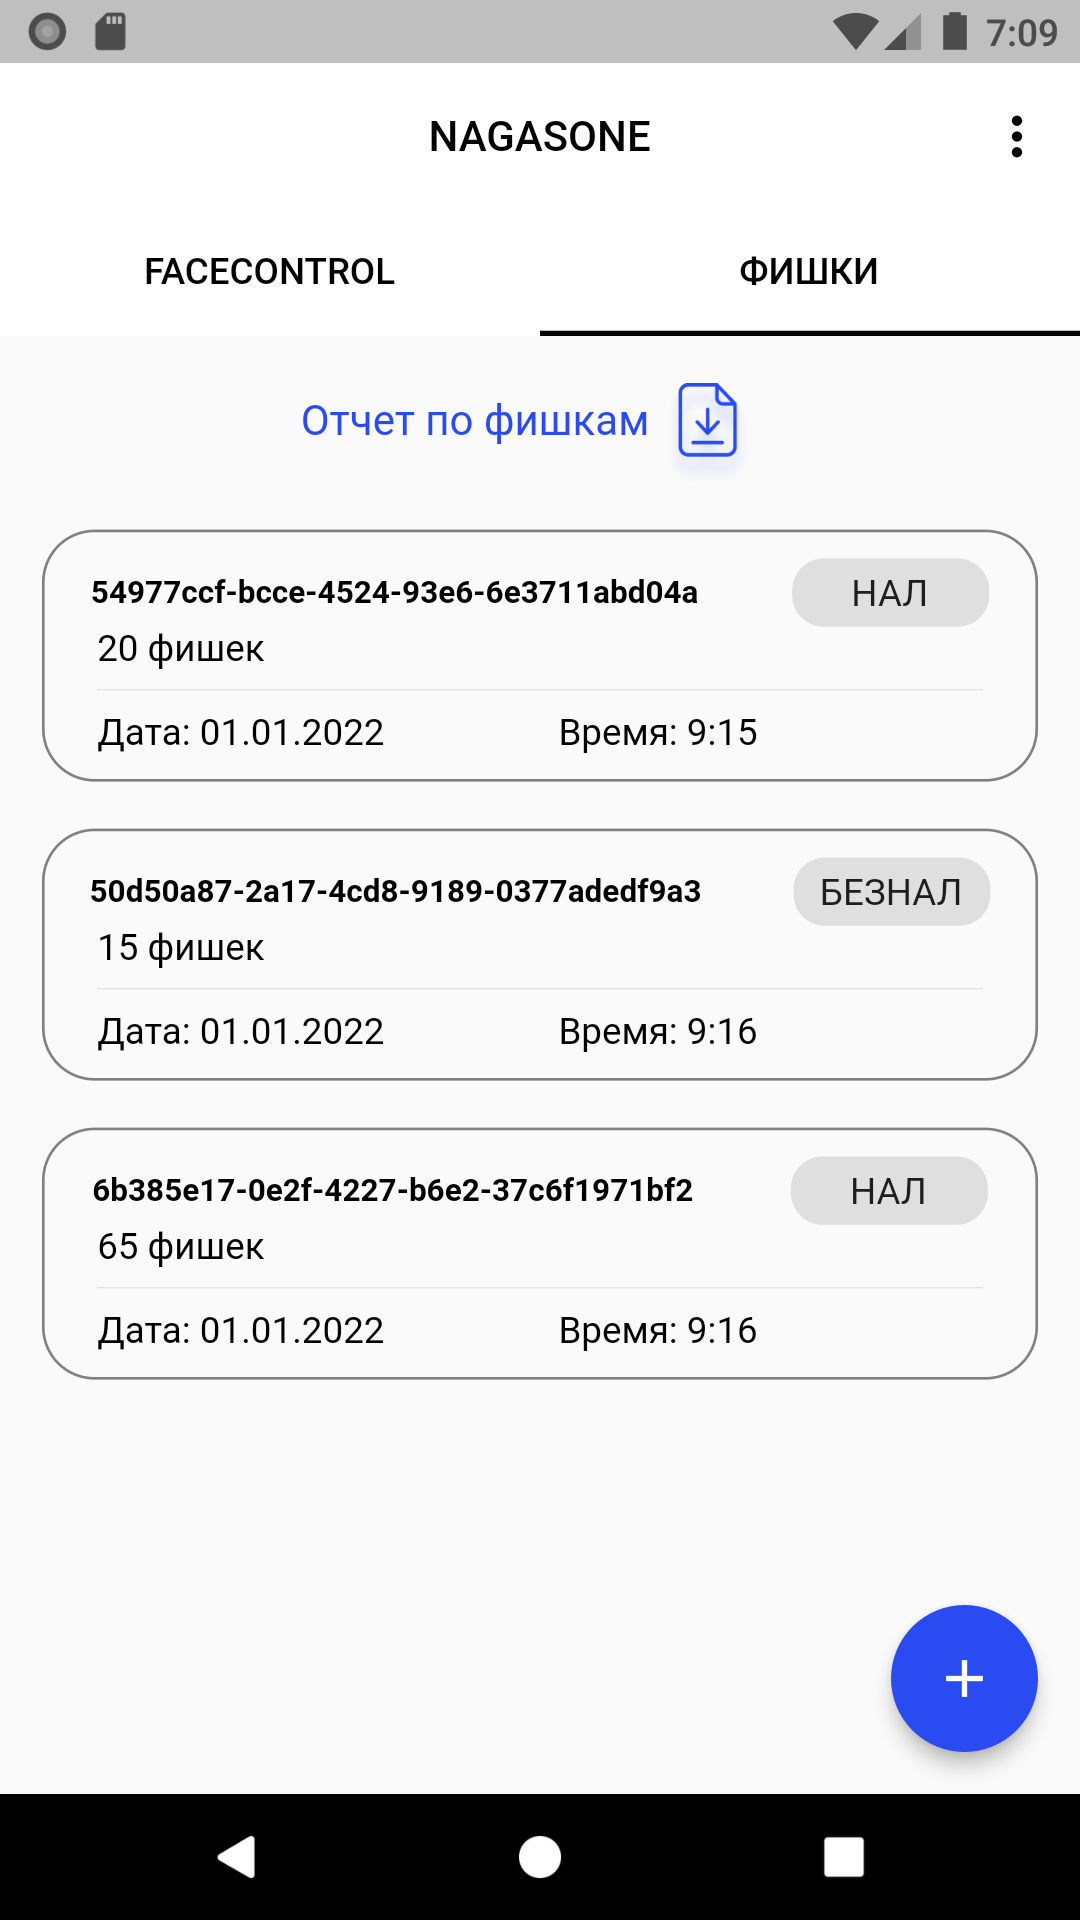 7:09
NAGASONE
FACECONTROL ФИШКИ
Отчет по фишкам
54977ccf-bcce-4524-93e6-6e3711abd04a НАЛ
20 фишек
Дата: 01.01.2022 Время: 9:15
50d50a87-2a17-4cd8-9189-0377adedf9a3 БЕЗНАЛ
15 фишек
Дата: 01.01.2022 Время: 9:16
6b385e17-0e2f-4227-b6e2-37c6f1971bf2 НАЛ
65 фишек
Дата: 01.01.2022 Время: 9:16